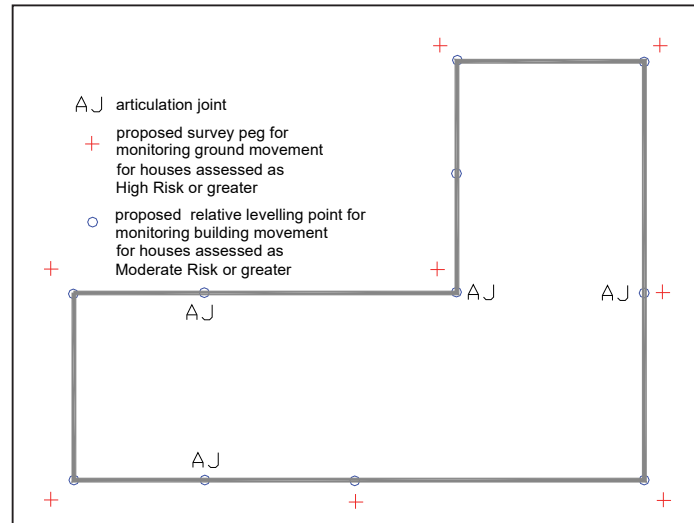 AJ articulation joint
proposed survey peg for
monitoring ground movement
for houses assessed as
High Risk or greater
proposed relative levelling point for
monitoring building movement
for houses assessed as
Moderate Risk or greater
AJ
AJ
AJ
AJ